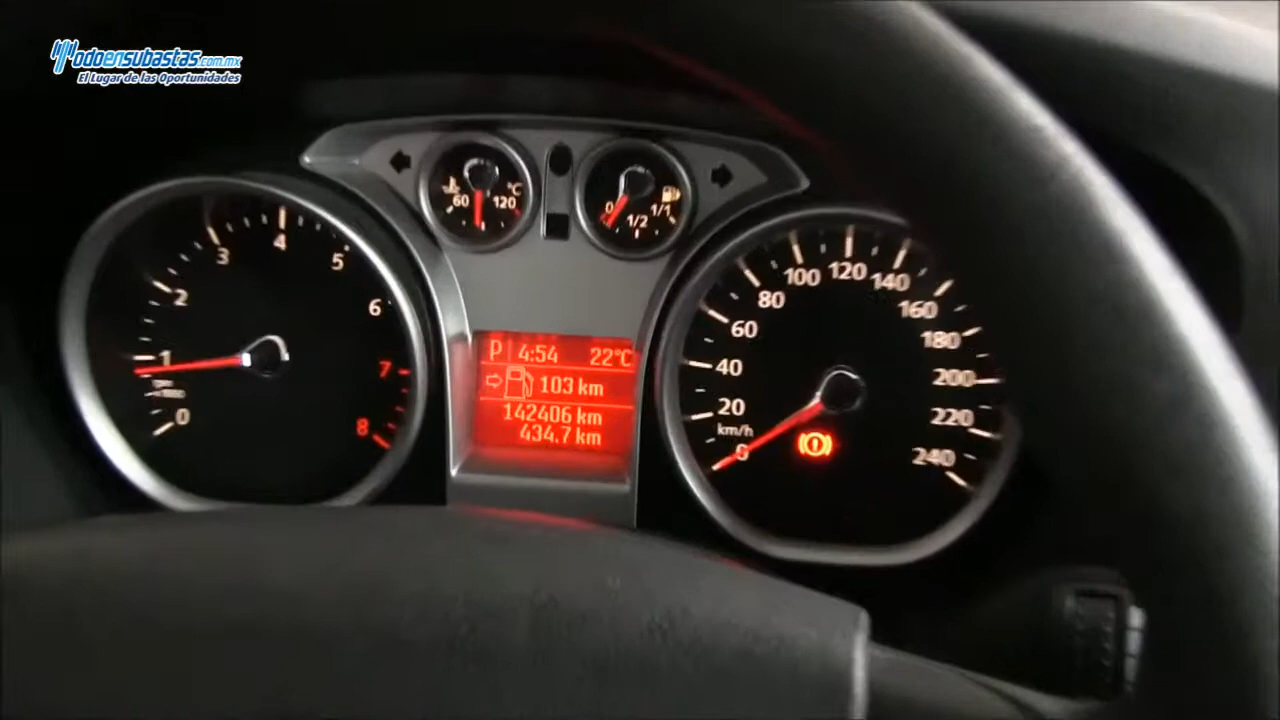 Todoensubastas.com.mx
El Lugar de las Oportunidades
60 120 °C
0 1/2 1/1
0 1 2 3 4 5 6 7 8
P 4:54 22°C
103 km
142406 km
434.7 km
0 20 40 60 80 100 120 140 160 180 200 220 240
km/h